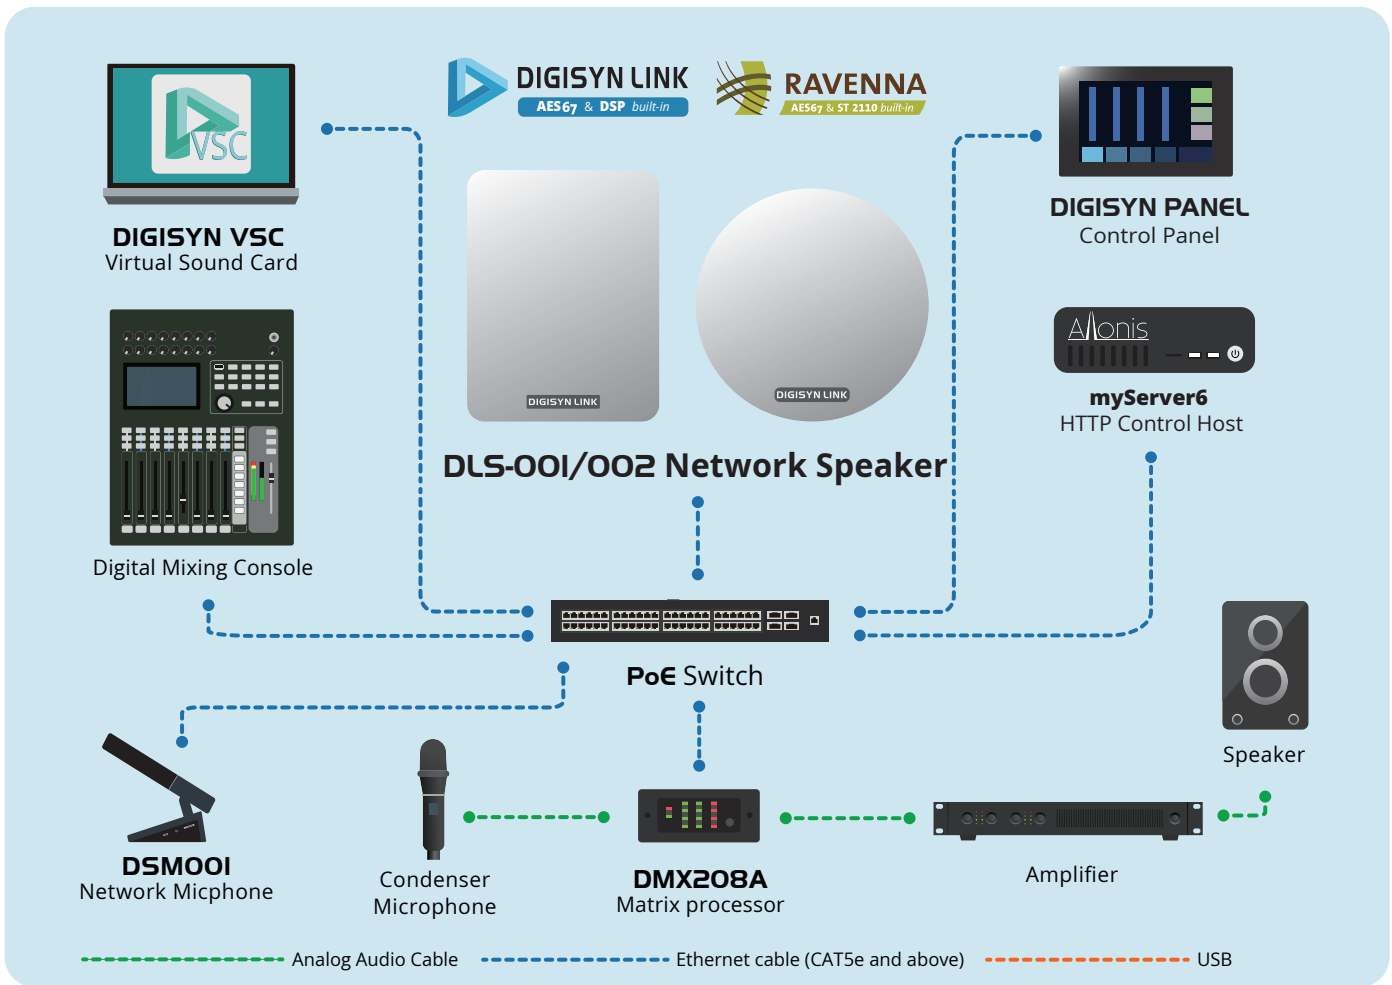 DIGISYN LINK
AES67 & DSP built-in
RAVENNA
AES67 & ST 2110 built-in
VSC
DIGISYN VSC
Virtual Sound Card
DIGISYN PANEL
Control Panel
DIGISYN LINK
DIGISYN LINK
DLS-001/002 Network Speaker
Allonis
myServer6
HTTP Control Host
Digital Mixing Console
PoE Switch
Speaker
DSM001
Network Micphone
Condenser
Microphone
DMX208A
Matrix processor
Amplifier
Analog Audio Cable
Ethernet cable (CAT5e and above)
USB